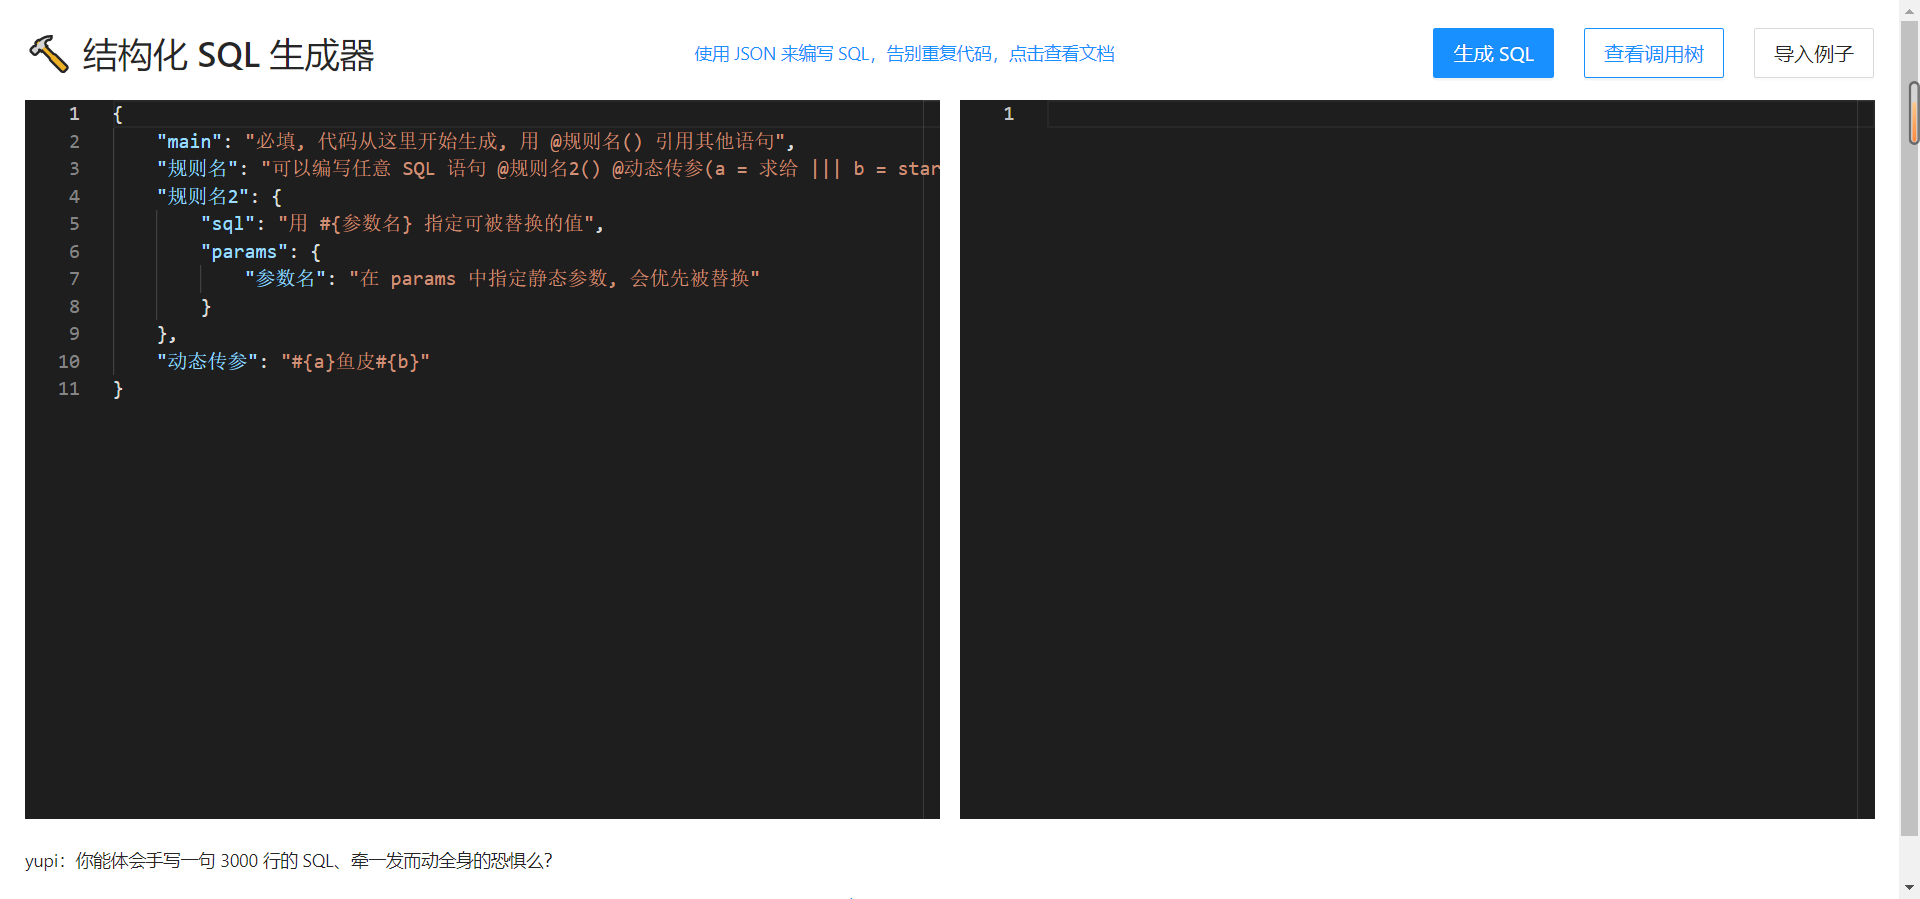 结构化 SQL 生成器
使用 JSON 来编写 SQL，告别重复代码，点击查看文档
生成 SQL
查看调用树
导入例子
1 {
2 "main": "必填, 代码从这里开始生成, 用 @规则名() 引用其他语句",
3 "规则名": "可以编写任意 SQL 语句 @规则名2() @动态传参(a = 求给 ||| b = star
4 "规则名2": {
5 "sql": "用 #{参数名} 指定可被替换的值",
6 "params": {
7 "参数名": "在 params 中指定静态参数, 会优先被替换"
8 }
9 },
10 "动态传参": "#{a}鱼皮#{b}"
11 }
1
yupi：你能体会手写一句 3000 行的 SQL、牵一发而动全身的恐惧么？